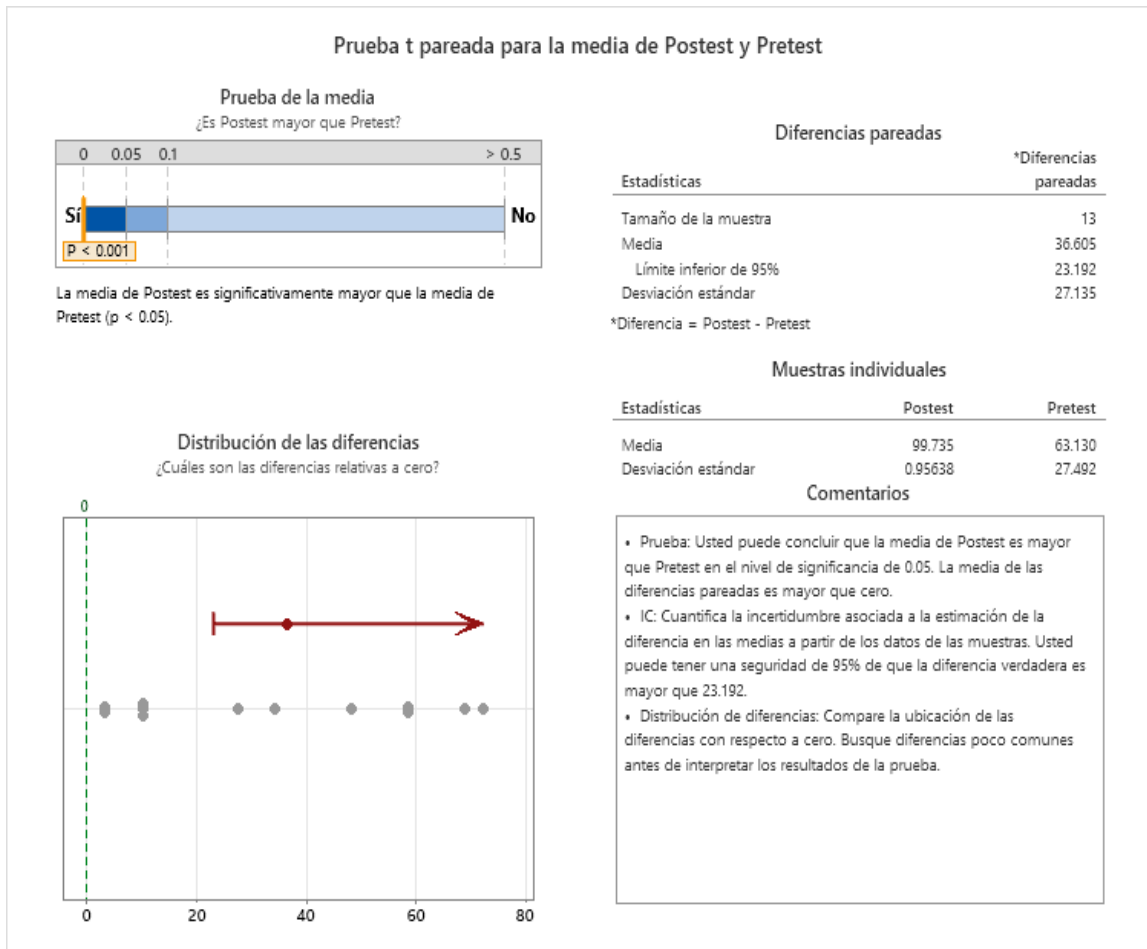 Prueba t pareada para la media de Postest y Pretest
Prueba de la media
¿Es Postest mayor que Pretest?
0 0.05 0.1 > 0.5
Sí No
P < 0.001
La media de Postest es significativamente mayor que la media de
Pretest (p < 0.05).
Diferencias pareadas
*Diferencias
Estadísticas pareadas
Tamaño de la muestra 13
Media 36.605
Límite inferior de 95% 23.192
Desviación estándar 27.135
*Diferencia = Postest - Pretest
Muestras individuales
Estadísticas Postest Pretest
Media 99.735 63.130
Desviación estándar 0.95638 27.492
Distribución de las diferencias
¿Cuáles son las diferencias relativas a cero?
0
0 20 40 60 80
Comentarios
• Prueba: Usted puede concluir que la media de Postest es mayor
que Pretest en el nivel de significancia de 0.05. La media de las
diferencias pareadas es mayor que cero.
• IC: Cuantifica la incertidumbre asociada a la estimación de la
diferencia en las medias a partir de los datos de las muestras. Usted
puede tener una seguridad de 95% de que la diferencia verdadera es
mayor que 23.192.
• Distribución de diferencias: Compare la ubicación de las
diferencias con respecto a cero. Busque diferencias poco comunes
antes de interpretar los resultados de la prueba.